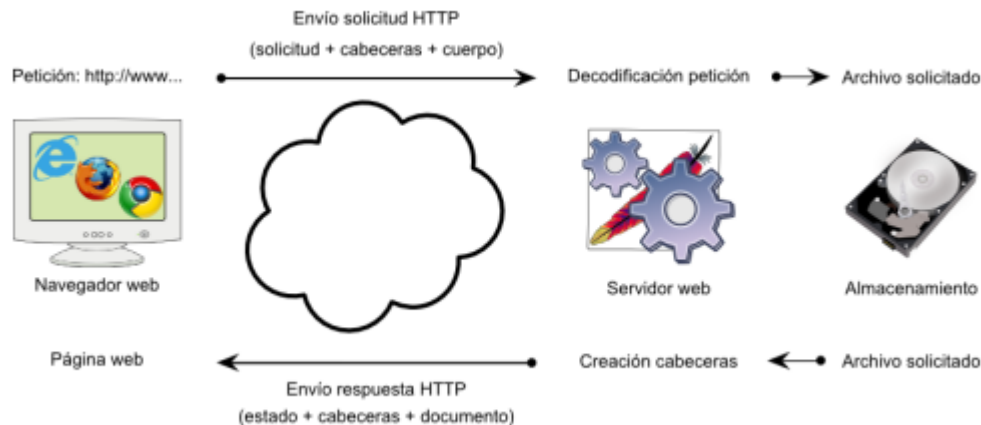 Envío solicitud HTTP
(solicitud + cabeceras + cuerpo)
Petición: http://www...
Decodificación petición
Archivo solicitado
Navegador web
Servidor web
Almacenamiento
Página web
Creación cabeceras
Archivo solicitado
Envío respuesta HTTP
(estado + cabeceras + documento)